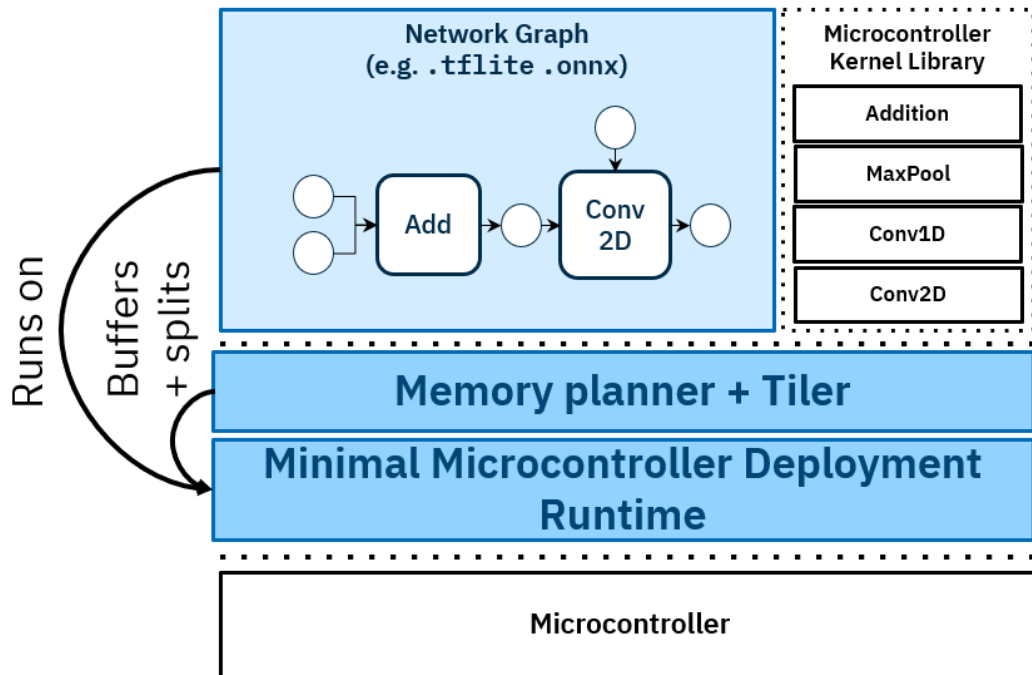 Network Graph
(e.g. .tflite .onnx)
Add
Conv
2D
Microcontroller
Kernel Library
Addition
MaxPool
Conv1D
Conv2D
Runs on
Buffers
+ splits
Memory planner + Tiler
Minimal Microcontroller Deployment
Runtime
Microcontroller